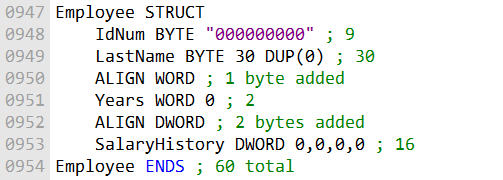 0947 Employee STRUCT
0948     IdNum BYTE "000000000" ; 9
0949     LastName BYTE 30 DUP(0) ; 30
0950     ALIGN WORD ; 1 byte added
0951     Years WORD 0 ; 2
0952     ALIGN DWORD ; 2 bytes added
0953     SalaryHistory DWORD 0,0,0,0 ; 16
0954 Employee ENDS ; 60 total